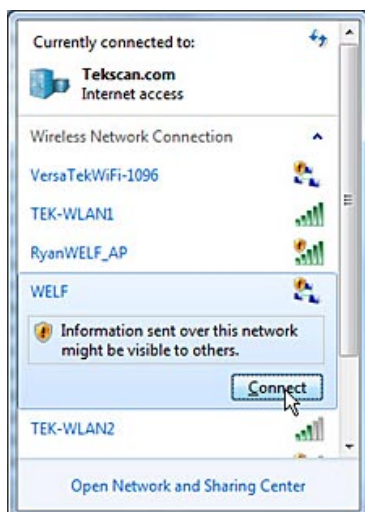 Currently connected to:
Tekscan.com
Internet access
Wireless Network Connection
VersaTekWiFi-1096
TEK-WLAN1
RyanWELF_AP
WELF
Information sent over this network
might be visible to others.
Connect
TEK-WLAN2
Open Network and Sharing Center